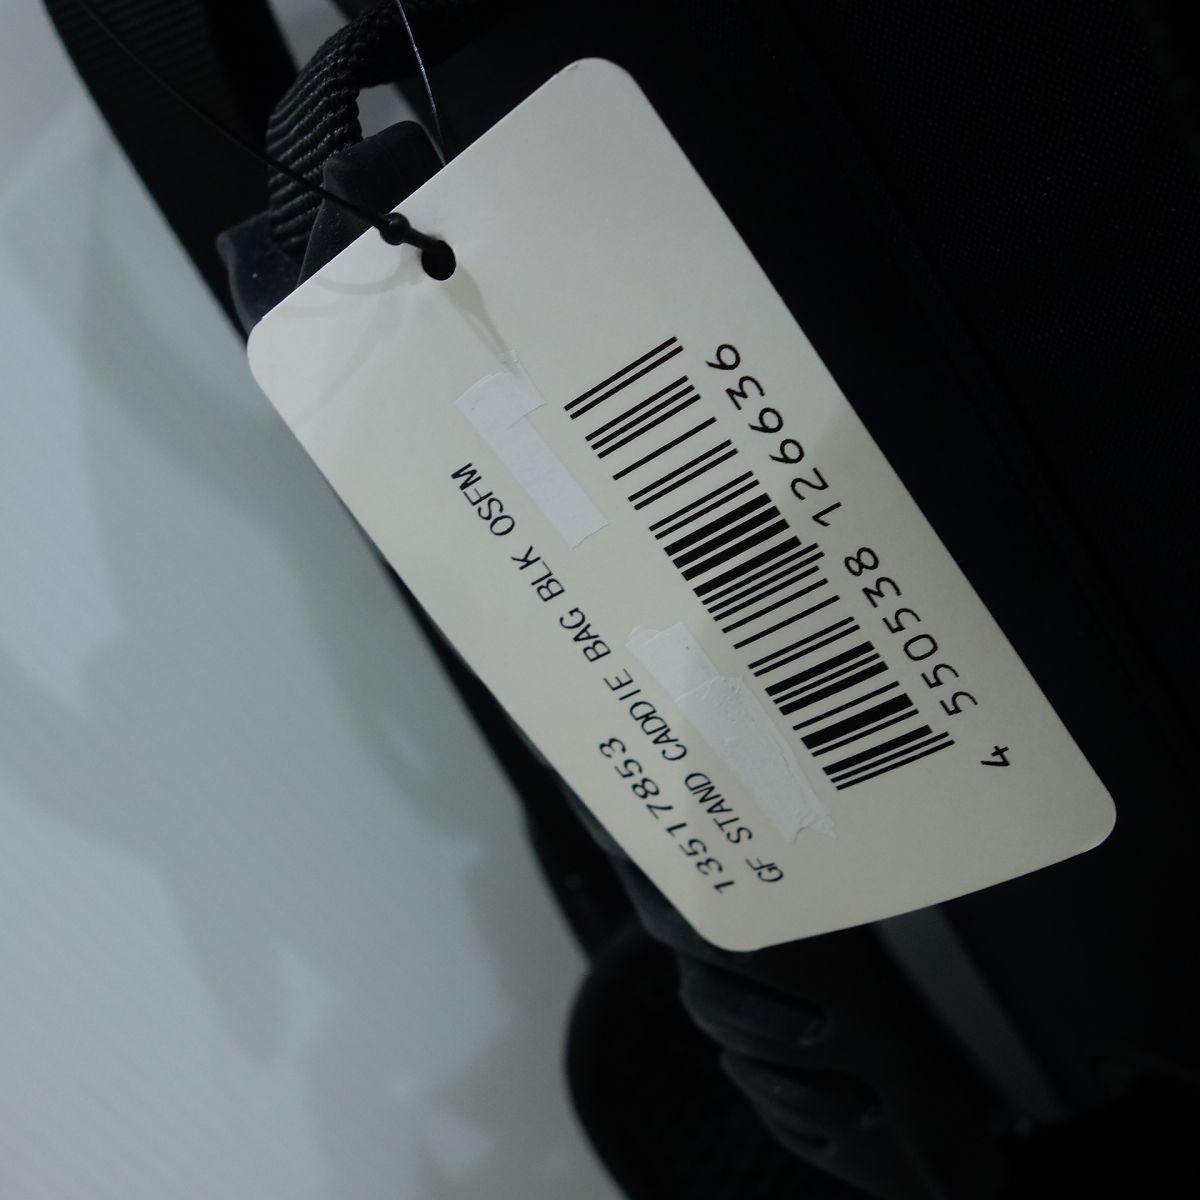 13517853
GF STAND CADDIE BAG BLK OSFM
4 550538 126636